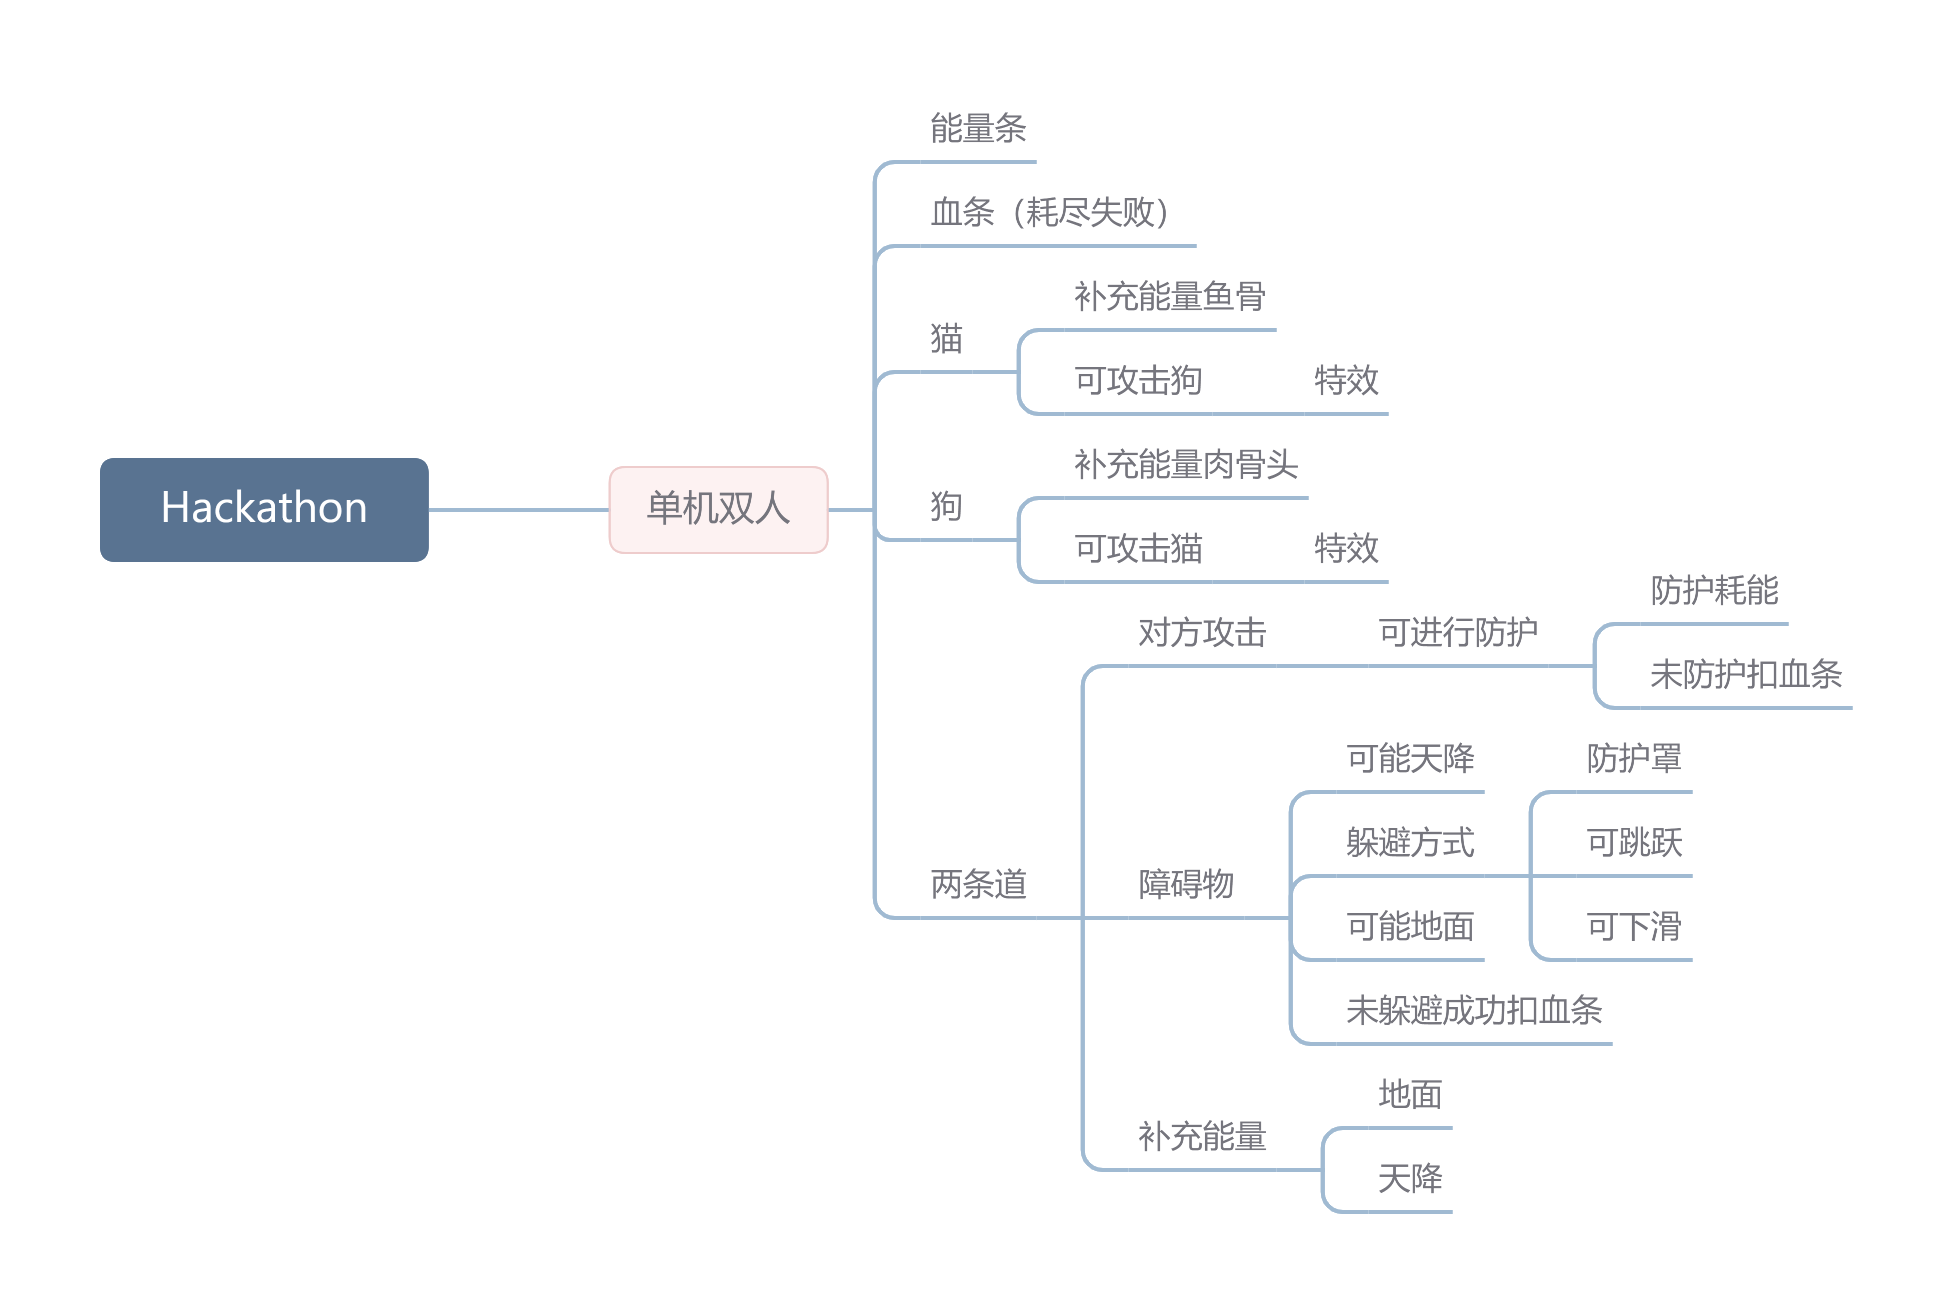 Hackathon
单机双人
能量条
血条（耗尽失败）
猫
补充能量鱼骨
可攻击狗
特效
狗
补充能量肉骨头
可攻击猫
特效
两条道
对方攻击
可进行防护
防护耗能
未防护扣血条
障碍物
可能天降
躲避方式
防护罩
可跳跃
可下滑
可能地面
未躲避成功扣血条
补充能量
地面
天降